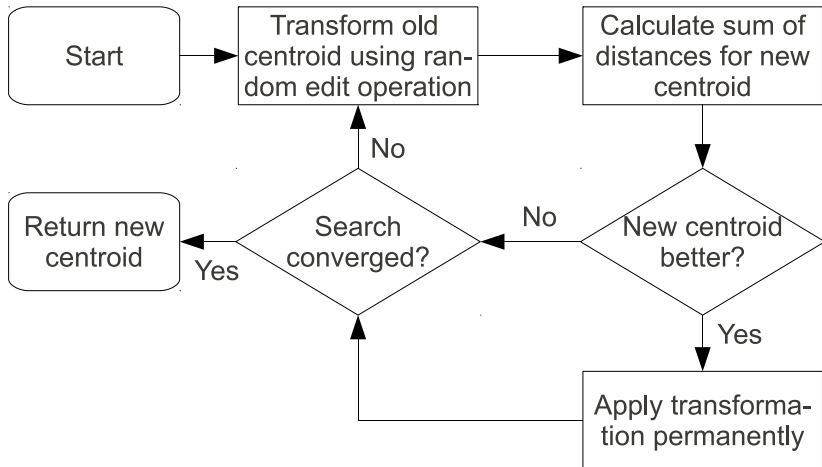 Start
Transform old
centroid using ran-
dom edit operation
Calculate sum of
distances for new
centroid
No
Return new
centroid
Yes
Search
converged?
No
New centroid
better?
Yes
Apply transforma-
tion permanently